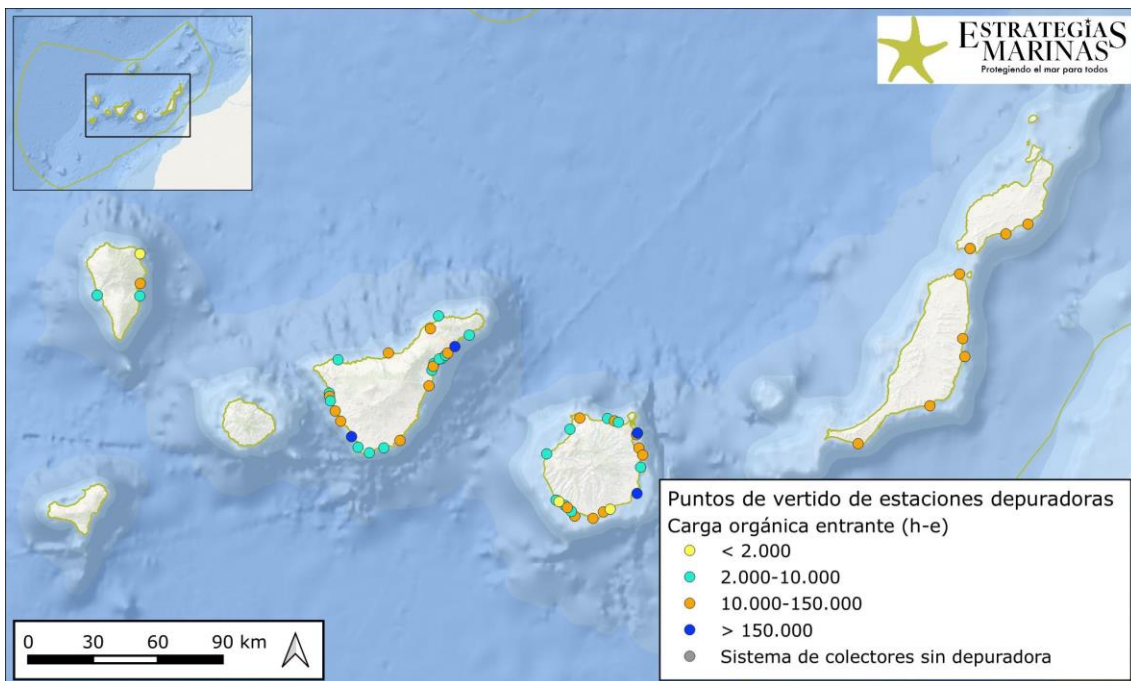 ESTRATEGIAS
MARINAS
Protegiendo el mar para todos
Puntos de vertido de estaciones depuradoras
Carga orgánica entrante (h-e)
< 2.000
2.000-10.000
10.000-150.000
> 150.000
Sistema de colectores sin depuradora
0 30 60 90 km